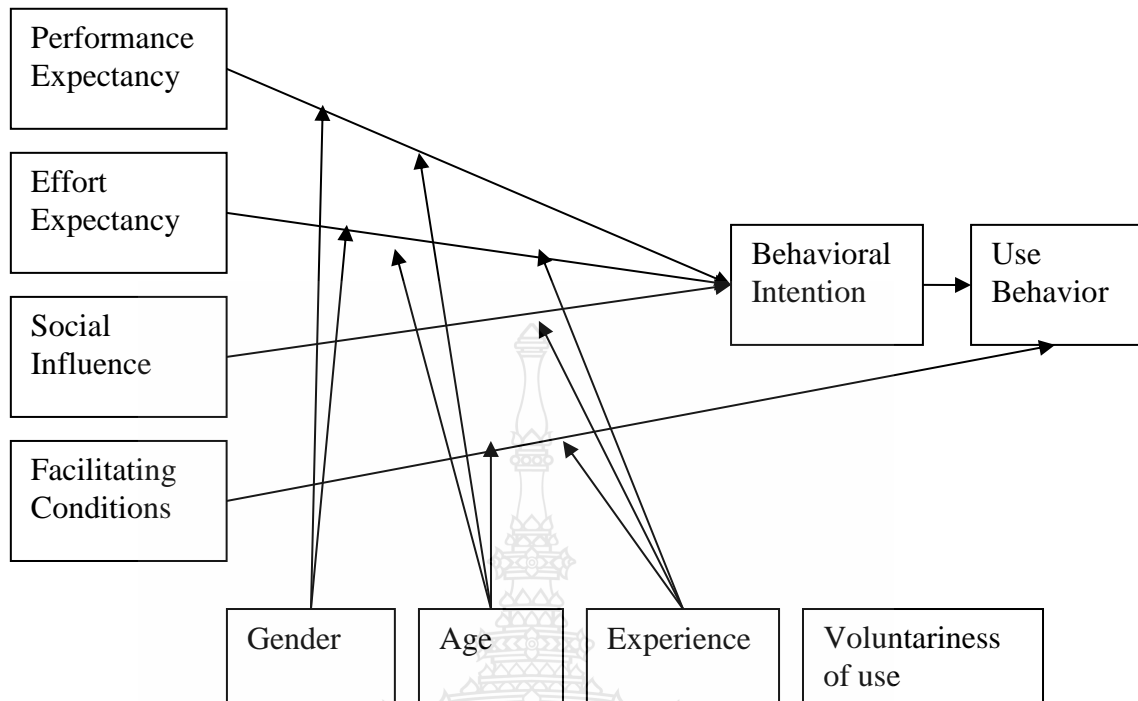 Performance
Expectancy
Effort
Expectancy
Social
Influence
Facilitating
Conditions
Behavioral
Intention
Use
Behavior
Gender
Age
Experience
Voluntariness
of use